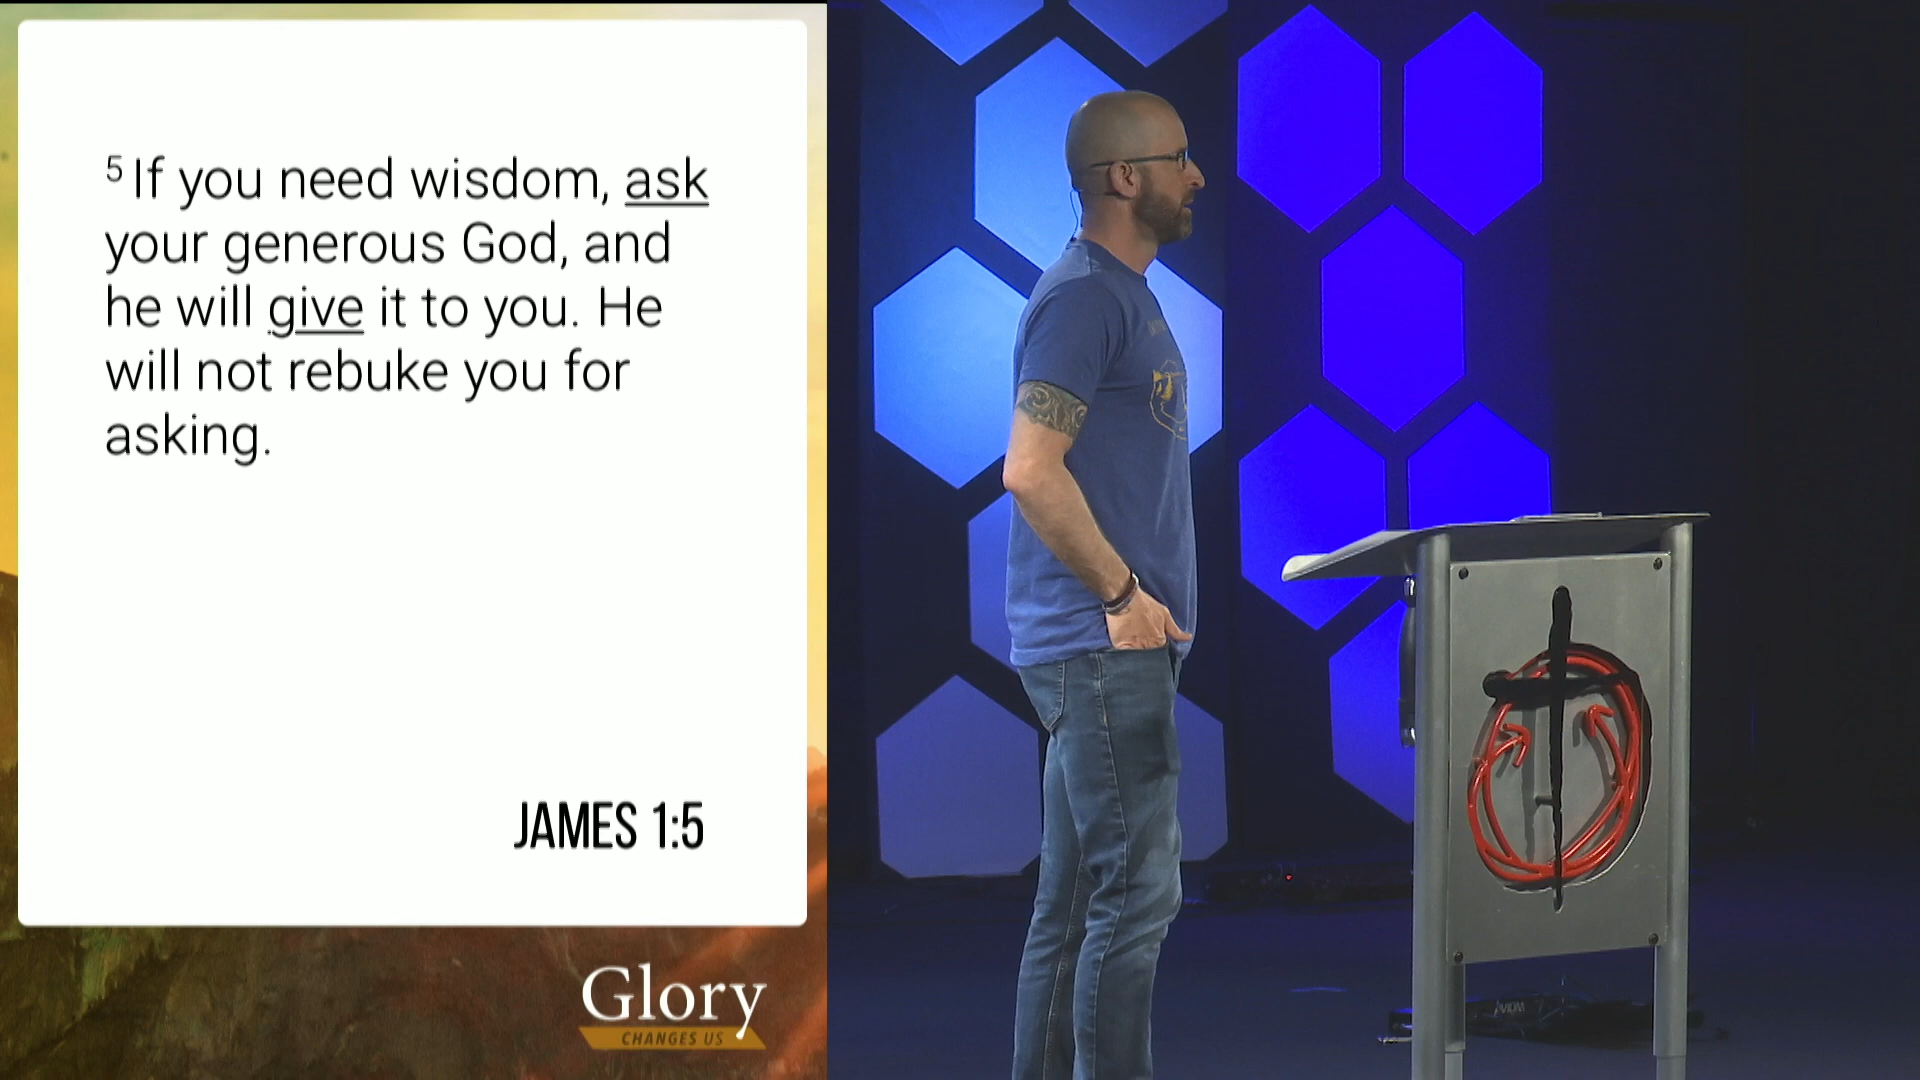 5 If you need wisdom, ask
your generous God, and
he will give it to you. He
will not rebuke you for
asking.
JAMES 1:5
Glory
CHANGES US